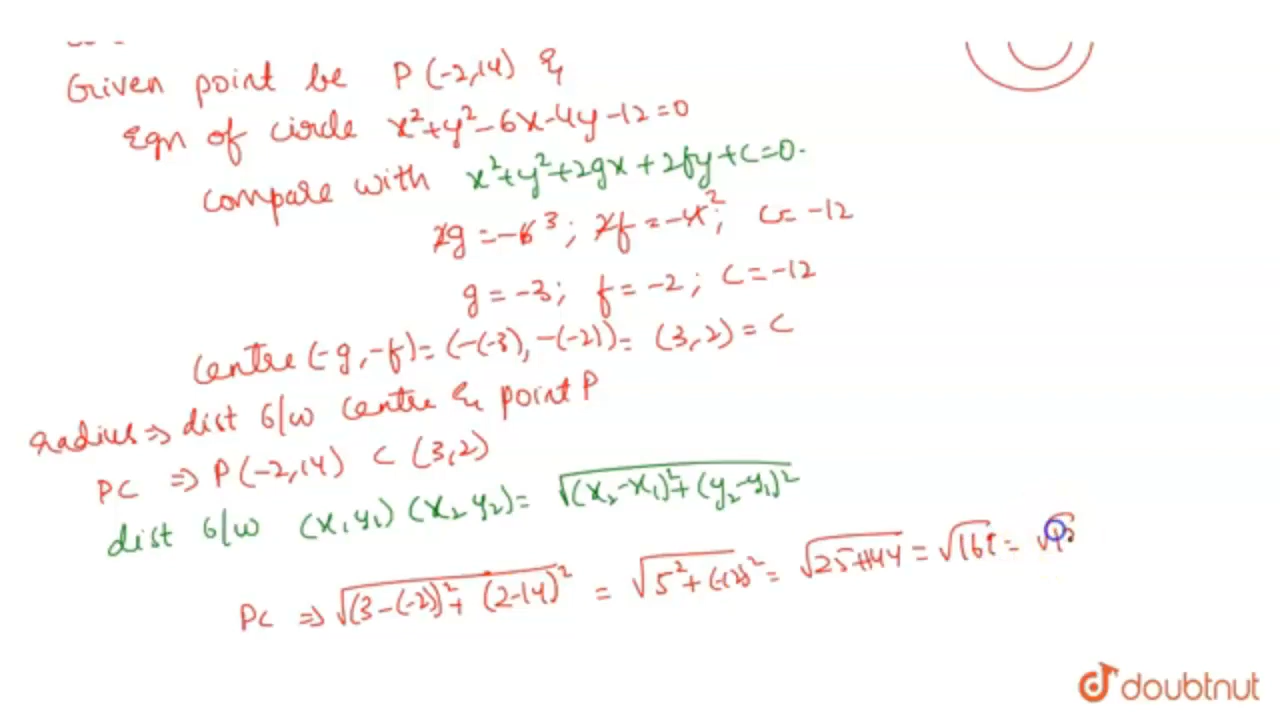 Given point be P(-2,14) &
Eqn of circle x²+y²-6x-4y-12=0
compare with x²+y²+2gx+2fy+c=0.
2g=-6 3; 2f=-4 2; c=-12
g=-3; f=-2; c=-12
Centre (-g,-f)=(-(-3),-(-2))=(3,2)=C
radius⇒ dist b/w centre & point P
PC ⇒ P(-2,14) C(3,2)
dist b/w (x₁y₁) (x₂y₂)=√(x₂-x₁)²+(y₂-y₁)²
PC ⇒ √(3-(-2))²+(2-14)² = √5²+(-12)² = √25+144 = √169 = √
doubtnut